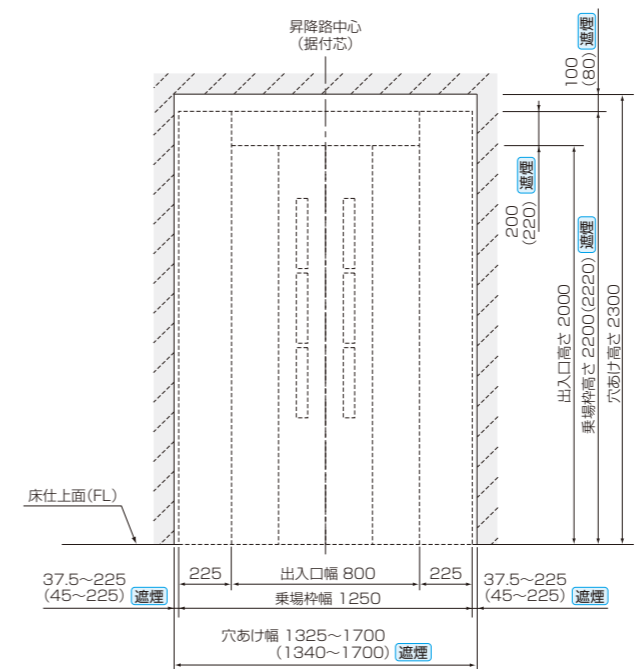 昇降路中心
(据付芯)
100
(80) 遮煙
200
(220) 遮煙
出入口高さ 2000
乗場枠高さ 2200(2220) 遮煙
穴あけ高さ 2300
床仕上面(FL)
37.5～225
(45～225) 遮煙
225
出入口幅 800
225
37.5～225
(45～225) 遮煙
乗場枠幅 1250
穴あけ幅 1325～1700
(1340～1700) 遮煙